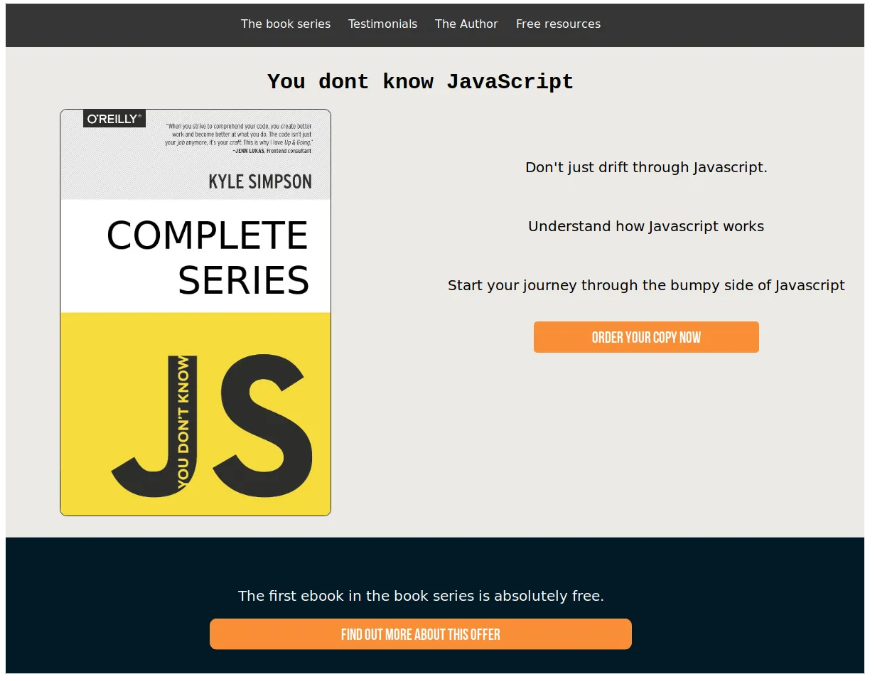 The book series Testimonials The Author Free resources
You dont know JavaScript
O'REILLY®
"When you strive to comprehend your code, you create better
work and become better at what you do. The code isn't just
your job anymore, it's your craft. This is why I love Up & Going."
—JENN LUKAS, Frontend consultant
KYLE SIMPSON
COMPLETE
SERIES
YOU DON'T KNOW
JS
Don't just drift through Javascript.
Understand how Javascript works
Start your journey through the bumpy side of Javascript
ORDER YOUR COPY NOW
The first ebook in the book series is absolutely free.
FIND OUT MORE ABOUT THIS OFFER